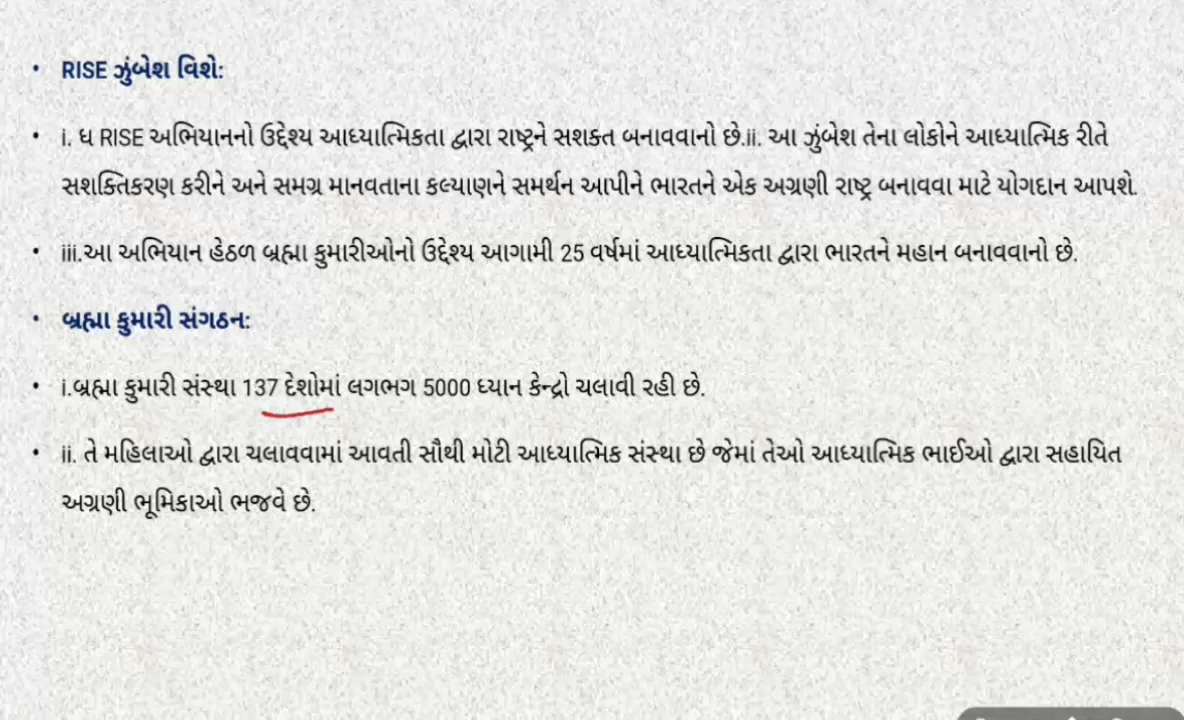 • RISE ઝુંબેશ વિશે:
• i. ધ RISE અભિયાનનો ઉદ્દેશ્ય આધ્યાત્મિકતા દ્વારા રાષ્ટ્રને સશક્ત બનાવવાનો છે.ii. આ ઝુંબેશ તેના લોકોને આધ્યાત્મિક રીતે
સશક્તિકરણ કરીને અને સમગ્ર માનવતાના કલ્યાણને સમર્થન આપીને ભારતને એક અગ્રણી રાષ્ટ્ર બનાવવા માટે યોગદાન આપશે.
• iii.આ અભિયાન હેઠળ બ્રહ્મા કુમારીઓનો ઉદ્દેશ્ય આગામી 25 વર્ષમાં આધ્યાત્મિકતા દ્વારા ભારતને મહાન બનાવવાનો છે.
• બ્રહ્મા કુમારી સંગઠન:
• i.બ્રહ્મા કુમારી સંસ્થા 137 દેશોમાં લગભગ 5000 ધ્યાન કેન્દ્રો ચલાવી રહી છે.
• ii. તે મહિલાઓ દ્વારા ચલાવવામાં આવતી સૌથી મોટી આધ્યાત્મિક સંસ્થા છે જેમાં તેઓ આધ્યાત્મિક ભાઈઓ દ્વારા સહાયિત
અગ્રણી ભૂમિકાઓ ભજવે છે.